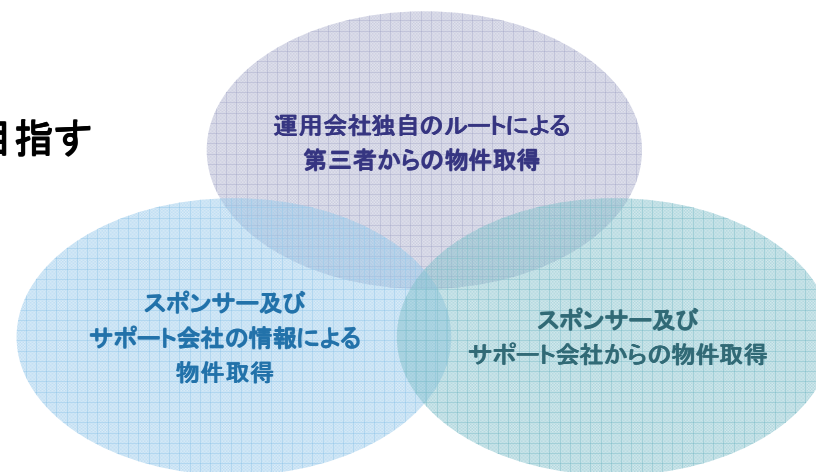 目指す
運用会社独自のルートによる
第三者からの物件取得
スポンサー及び
サポート会社の情報による
物件取得
スポンサー及び
サポート会社からの物件取得